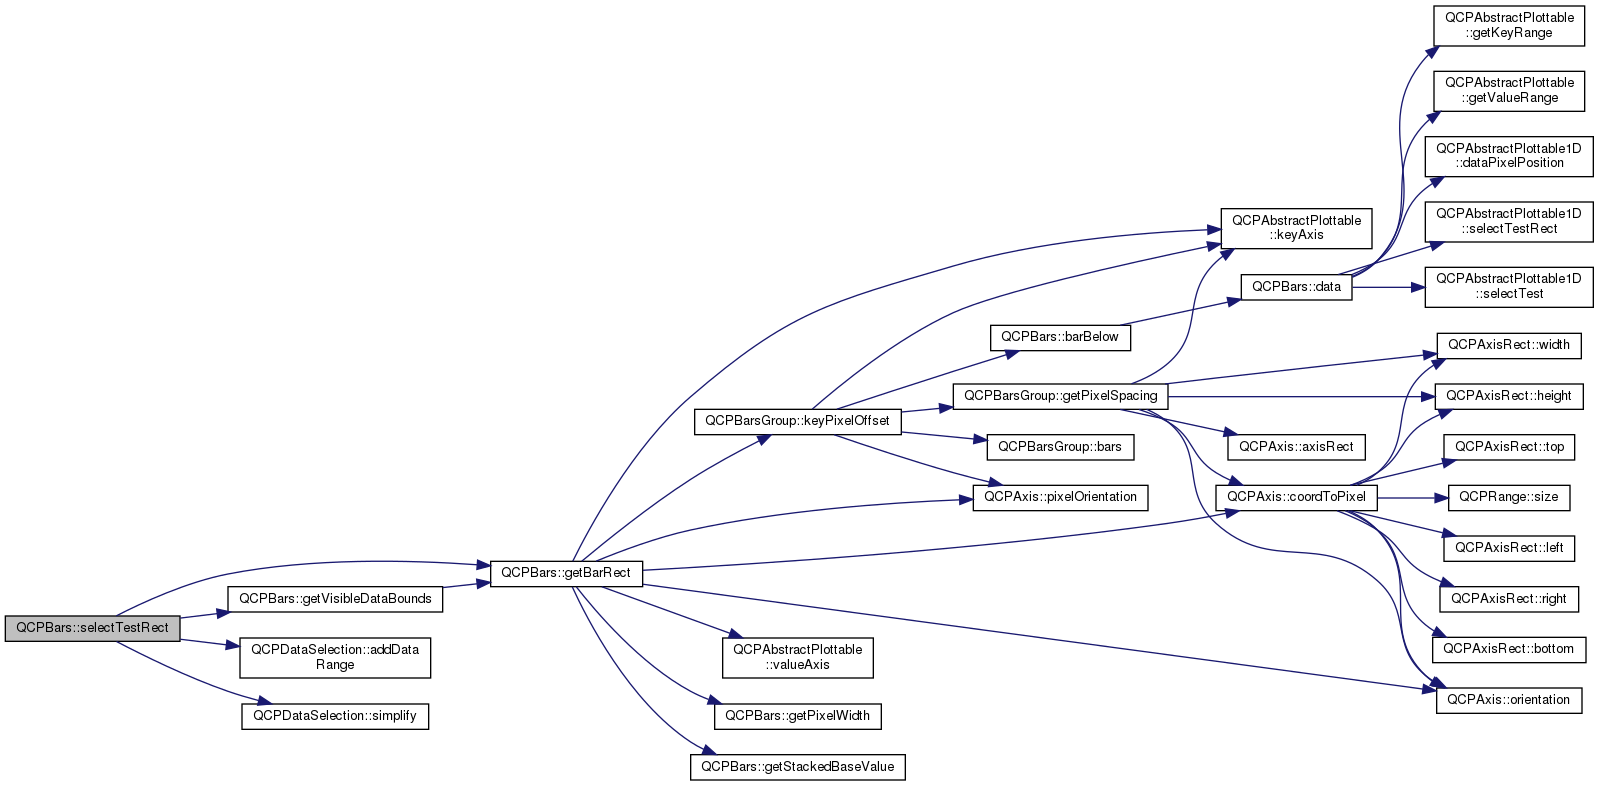 QCPAbstractPlottable
::getKeyRange
QCPAbstractPlottable
::getValueRange
QCPAbstractPlottable1D
::dataPixelPosition
QCPAbstractPlottable1D
::selectTestRect
QCPAbstractPlottable
::keyAxis
QCPBars::data
QCPAbstractPlottable1D
::selectTest
QCPBars::barBelow
QCPAxisRect::width
QCPBarsGroup::getPixelSpacing
QCPAxisRect::height
QCPBarsGroup::keyPixelOffset
QCPBarsGroup::bars
QCPAxis::axisRect
QCPAxisRect::top
QCPAxis::pixelOrientation
QCPAxis::coordToPixel
QCPRange::size
QCPAxisRect::left
QCPBars::getBarRect
QCPBars::getVisibleDataBounds
QCPAxisRect::right
QCPBars::selectTestRect
QCPDataSelection::addData
Range
QCPAbstractPlottable
::valueAxis
QCPAxisRect::bottom
QCPAxis::orientation
QCPDataSelection::simplify
QCPBars::getPixelWidth
QCPBars::getStackedBaseValue